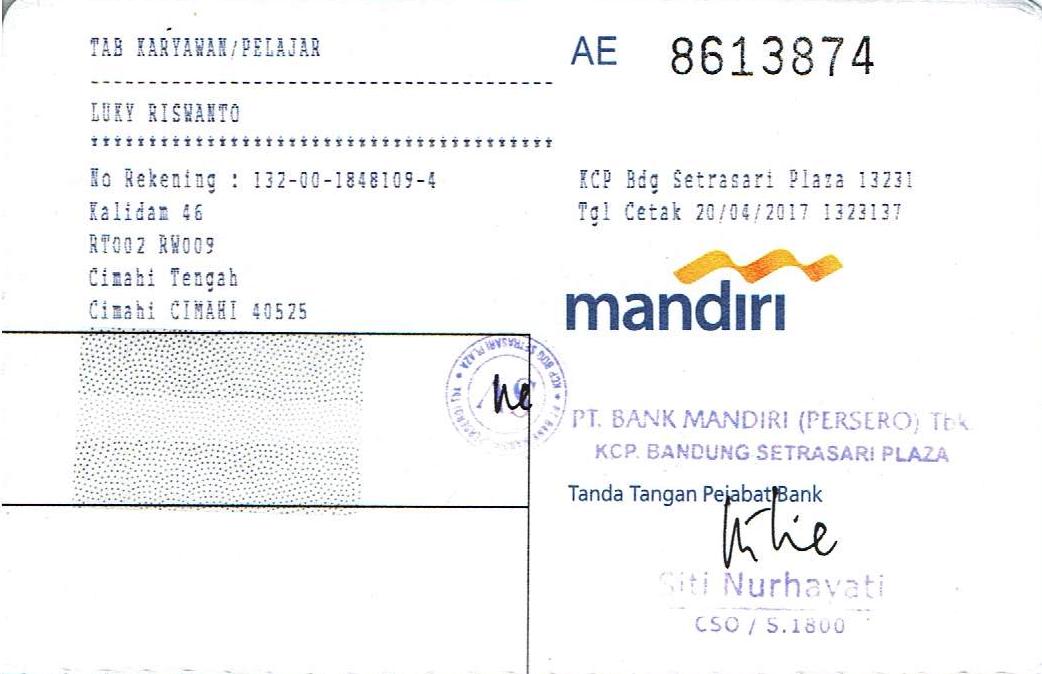 TAB KARYAWAN/PELAJAR
LUKY RISWANTO
No Rekening : 132-00-1848109-4
Kalidam 46
RT002 RW009
Cimahi Tengah
Cimahi CIMAHI 40525
AE 8613874
KCP Bdg Setrasari Plaza 13231
Tgl Cetak 20/04/2017 1323137
mandiri
PT. BANK MANDIRI (PERSERO) Tbk.
KCP. BANDUNG SETRASARI PLAZA
Tanda Tangan Pejabat Bank
Siti Nurhayati
CSO / S.1800
KCP BDG SETRASARI PLAZA